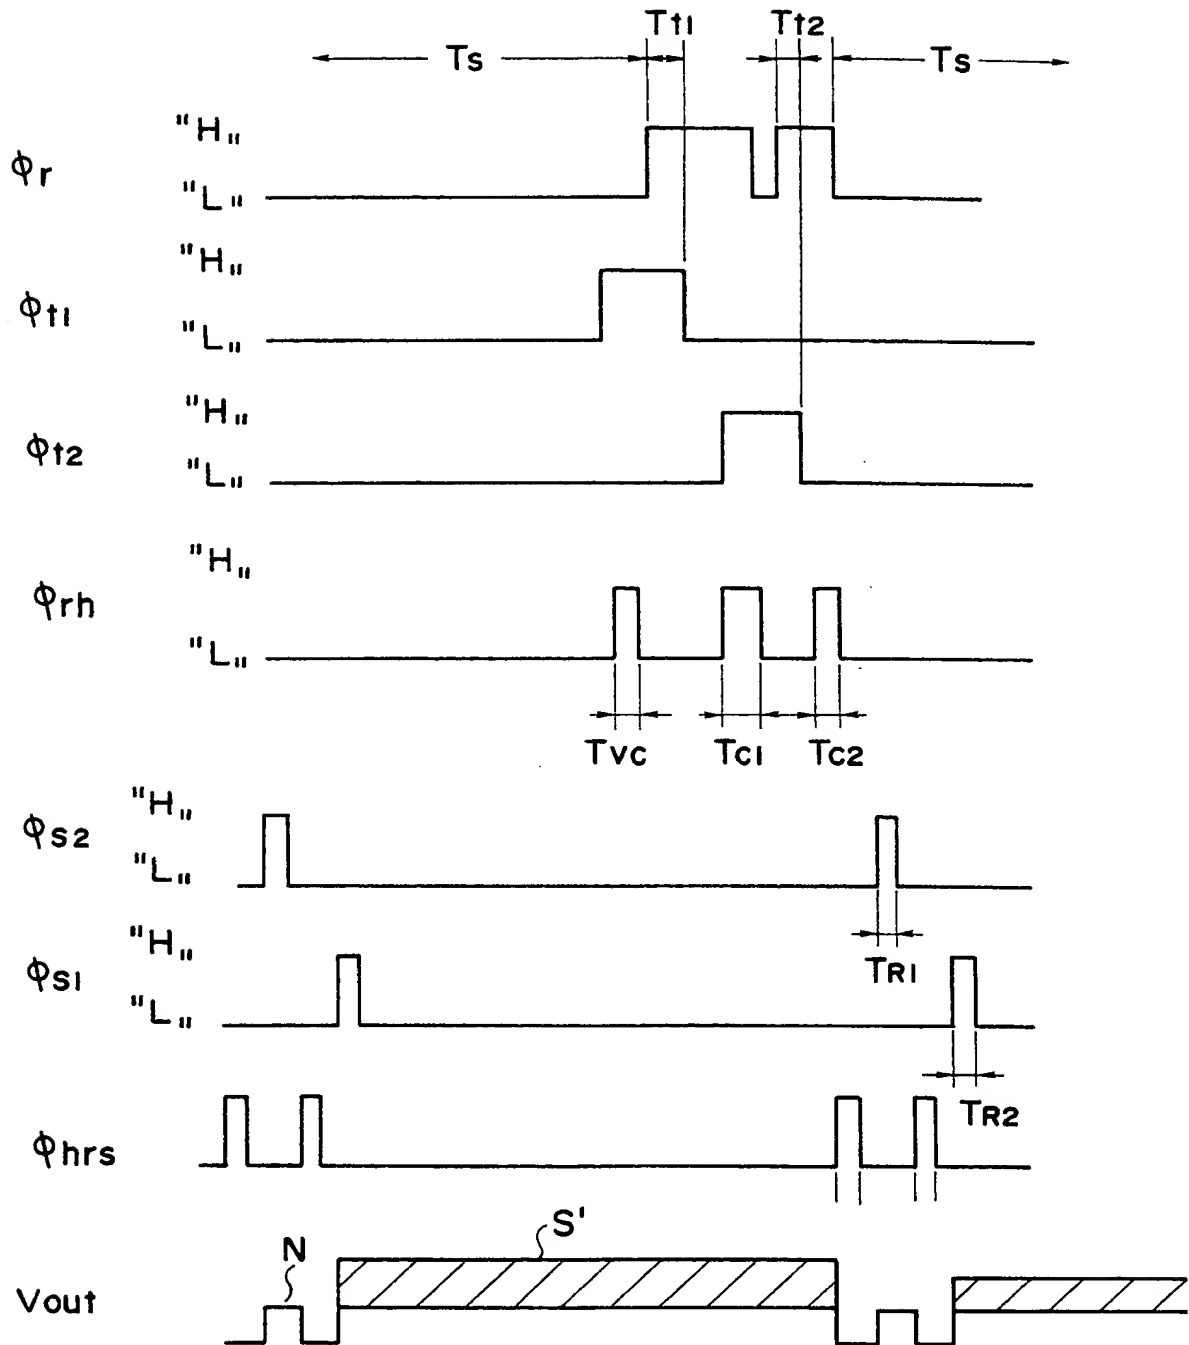 Tt1 Tt2
Ts Ts
"H"
ϕr
"L"
"H"
ϕt1
"L"
"H"
ϕt2
"L"
"H"
ϕrh
"L"
Tvc Tc1 Tc2
"H"
ϕs2
"L"
"H"
TR1
ϕs1
"L"
TR2
ϕhrs
S'
N
Vout